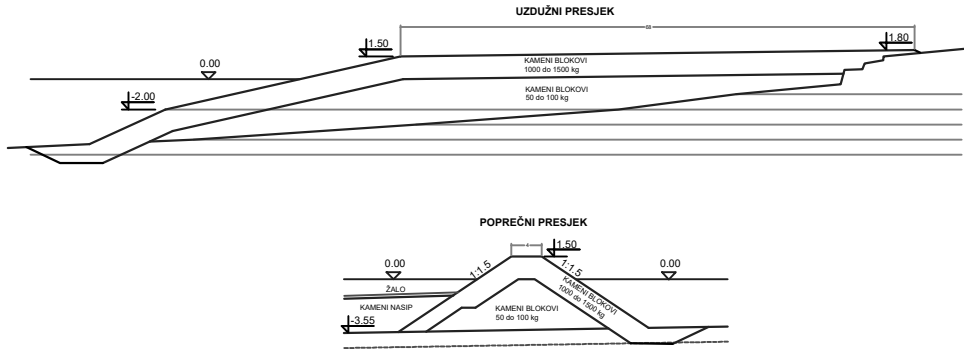 UZDUŽNI PRESJEK
68
1.50
1.80
KAMENI BLOKOVI
1000 do 1500 kg
0.00
KAMENI BLOKOVI
50 do 100 kg
-2.00
POPREČNI PRESJEK
4
1.50
0.00
1:1.5
1:1.5
0.00
KAMENI BLOKOVI
1000 do 1500 kg
ŽALO
KAMENI NASIP
KAMENI BLOKOVI
50 do 100 kg
-3.55